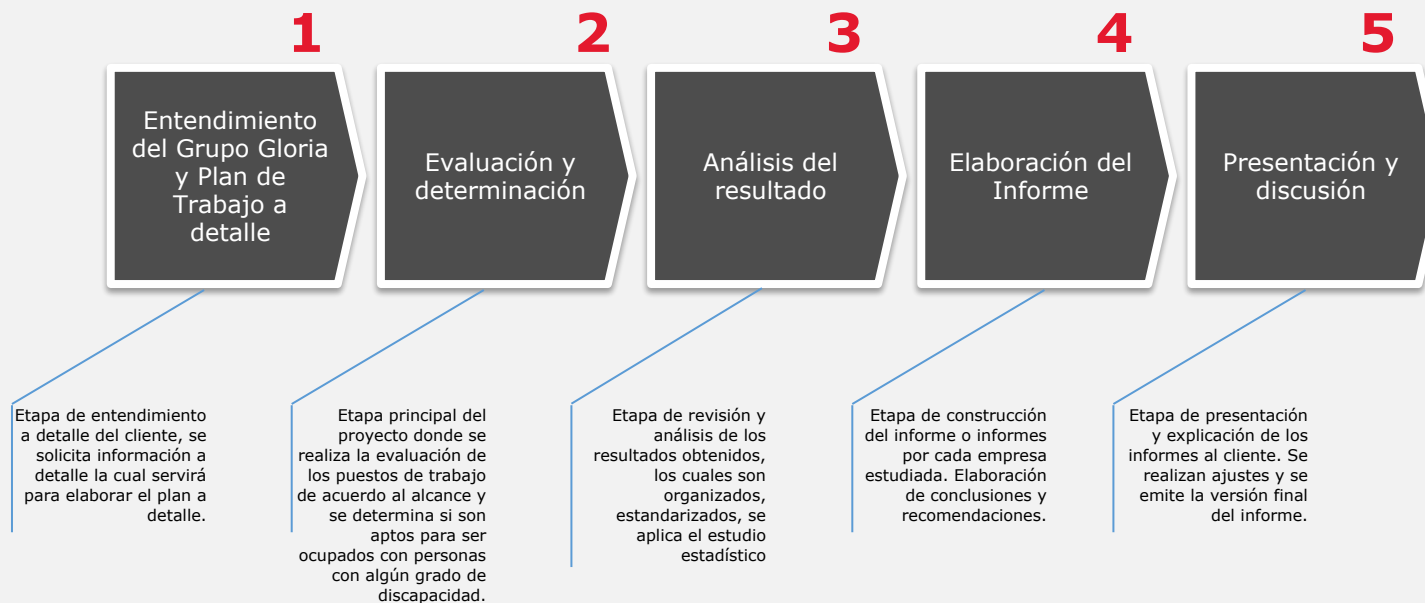 1
Entendimiento
del Grupo Gloria
y Plan de
Trabajo a
detalle
Etapa de entendimiento
a detalle del cliente, se
solicita información a
detalle la cual servirá
para elaborar el plan a
detalle.
2
Evaluación y
determinación
Etapa principal del
proyecto donde se
realiza la evaluación de
los puestos de trabajo
de acuerdo al alcance y
se determina si son
aptos para ser
ocupados con personas
con algún grado de
discapacidad.
3
Análisis del
resultado
Etapa de revisión y
análisis de los
resultados obtenidos,
los cuales son
organizados,
estandarizados, se
aplica el estudio
estadístico
4
Elaboración del
Informe
Etapa de construcción
del informe o informes
por cada empresa
estudiada. Elaboración
de conclusiones y
recomendaciones.
5
Presentación y
discusión
Etapa de presentación
y explicación de los
informes al cliente. Se
realizan ajustes y se
emite la versión final
del informe.